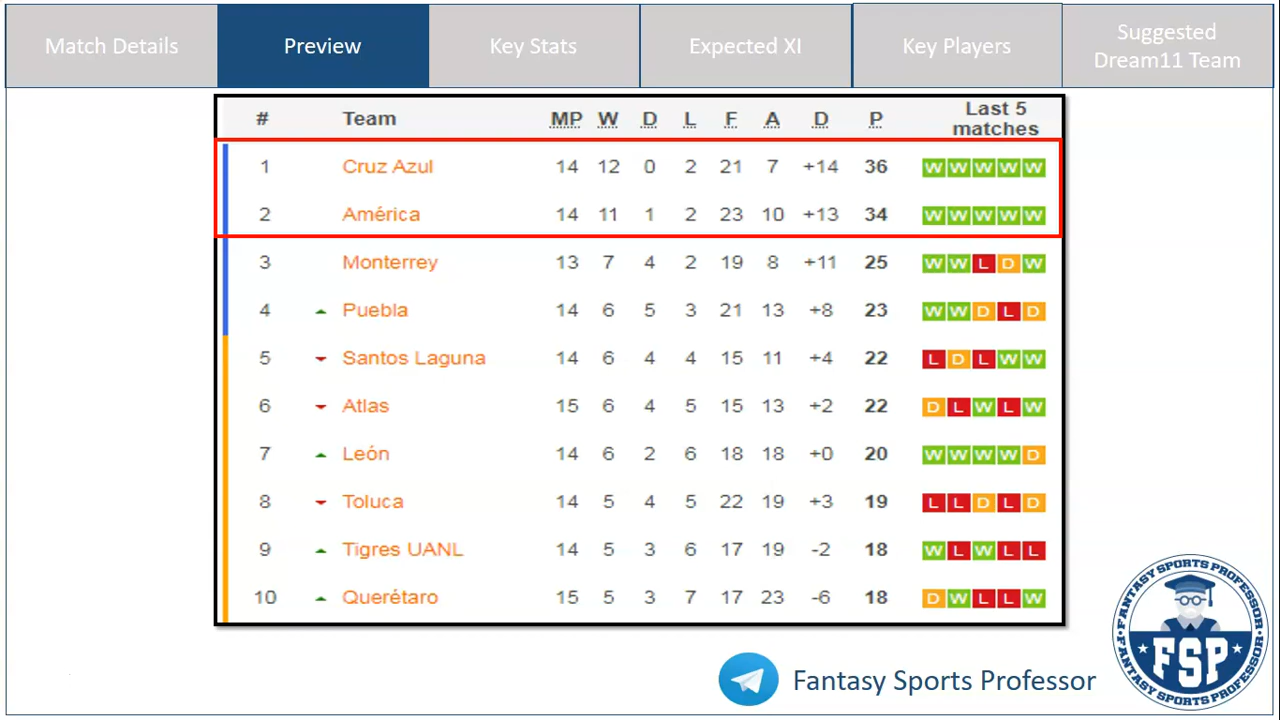 Match Details Preview Key Stats Expected XI Key Players Suggested Dream11 Team
# Team MP W D L F A D P Last 5 matches
1 Cruz Azul 14 12 0 2 21 7 +14 36 W W W W W
2 América 14 11 1 2 23 10 +13 34 W W W W W
3 Monterrey 13 7 4 2 19 8 +11 25 W W L D W
4 Puebla 14 6 5 3 21 13 +8 23 W W D L D
5 Santos Laguna 14 6 4 4 15 11 +4 22 L D L W W
6 Atlas 15 6 4 5 15 13 +2 22 D L W L W
7 León 14 6 2 6 18 18 +0 20 W W W W D
8 Toluca 14 5 4 5 22 19 +3 19 L L D L D
9 Tigres UANL 14 5 3 6 17 19 -2 18 W L W L L
10 Querétaro 15 5 3 7 17 23 -6 18 D W L L W
Fantasy Sports Professor
FANTASY SPORTS PROFESSOR
FANTASY SPORTS PROFESSOR
FSP